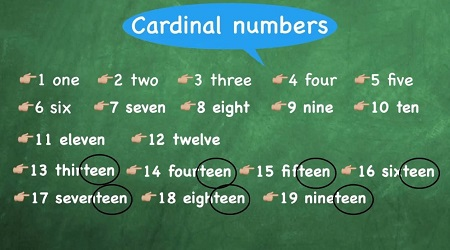 Cardinal numbers
1 one 2 two 3 three 4 four 5 five
6 six 7 seven 8 eight 9 nine 10 ten
11 eleven 12 twelve
13 thirteen 14 fourteen 15 fifteen 16 sixteen
17 seventeen 18 eighteen 19 nineteen